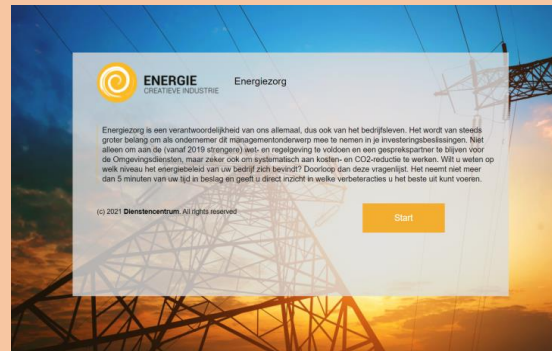 ENERGIE
CREATIEVE INDUSTRIE
Energiezorg
Energiezorg is een verantwoordelijkheid van ons allemaal, dus ook van het bedrijfsleven. Het wordt van steeds
groter belang om als ondernemer dit managementonderwerp mee te nemen in je investeringsbeslissingen. Niet
alleen om aan de (vanaf 2019 strengere) wet- en regelgeving te voldoen en een gesprekspartner te blijven voor
de Omgevingsdiensten, maar zeker ook om systematisch aan kosten- en CO2-reductie te werken. Wilt u weten op
welk niveau het energiebeleid van uw bedrijf zich bevindt? Doorloop dan deze vragenlijst. Het neemt niet meer
dan 5 minuten van uw tijd in beslag en geeft u direct inzicht in welke verbeteracties u het beste uit kunt voeren.
(c) 2021 Dienstencentrum. All rights reserved
Start